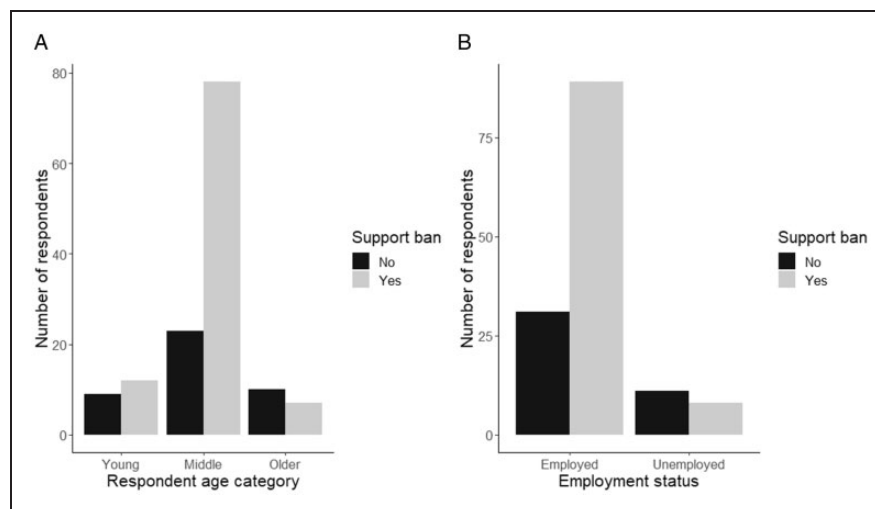 A
Number of respondents
80
60
40
20
0
Young Middle Older
Respondent age category
Support ban
No
Yes
B
Number of respondents
75
50
25
0
Employed Unemployed
Employment status
Support ban
No
Yes